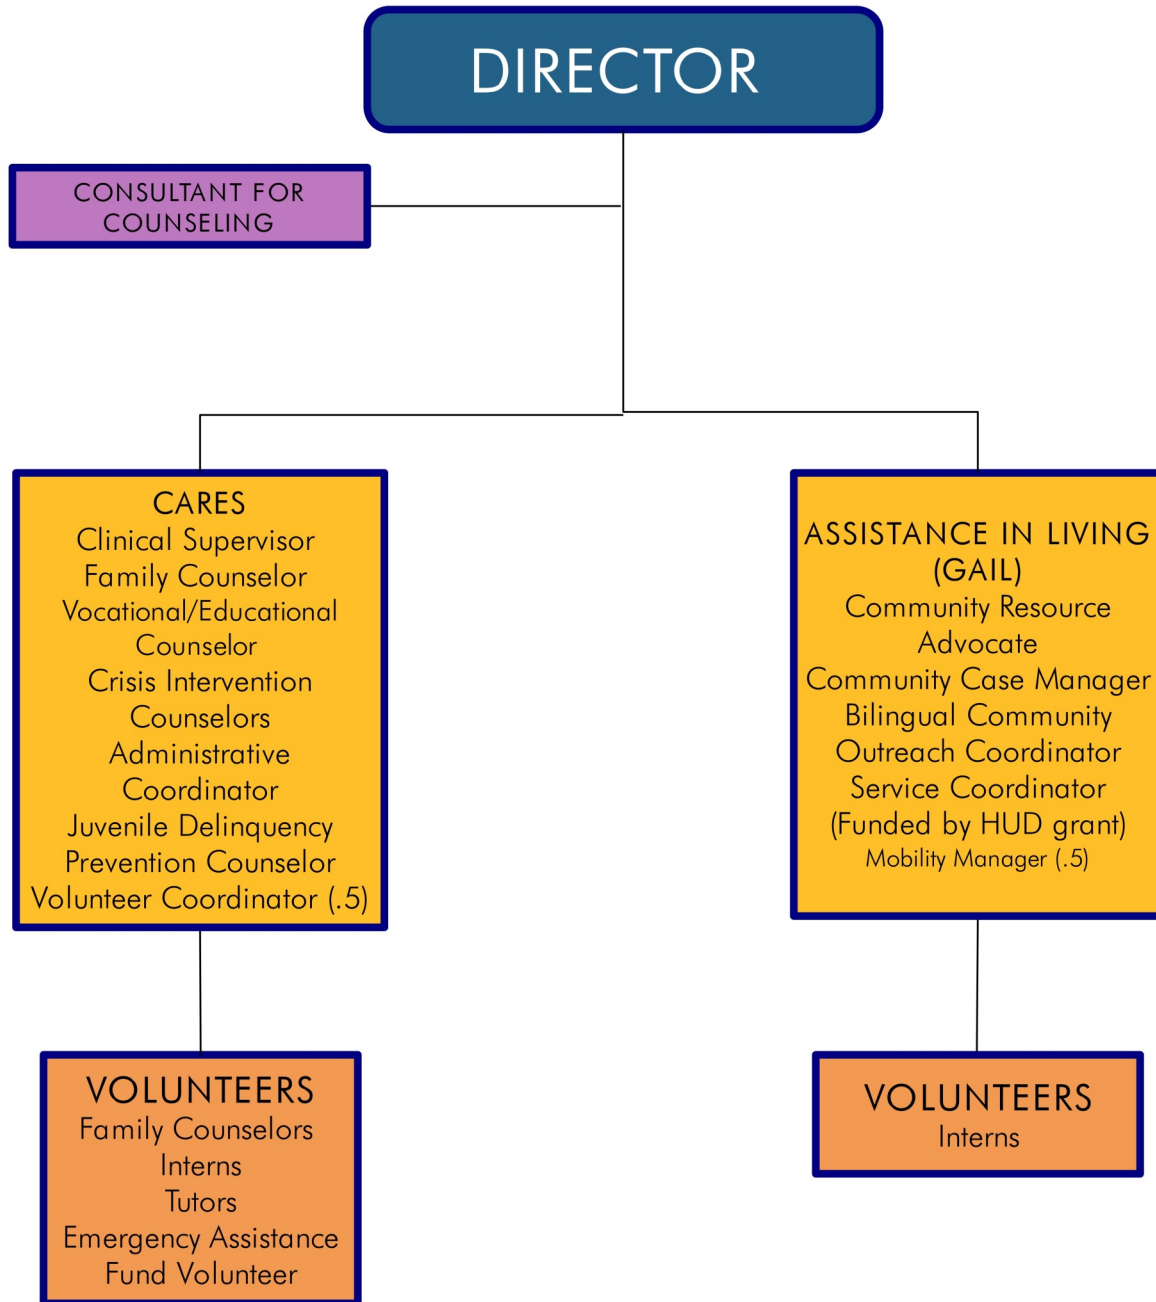 DIRECTOR
CONSULTANT FOR
COUNSELING
CARES
Clinical Supervisor
Family Counselor
Vocational/Educational
Counselor
Crisis Intervention
Counselors
Administrative
Coordinator
Juvenile Delinquency
Prevention Counselor
Volunteer Coordinator (.5)
ASSISTANCE IN LIVING
(GAIL)
Community Resource
Advocate
Community Case Manager
Bilingual Community
Outreach Coordinator
Service Coordinator
(Funded by HUD grant)
Mobility Manager (.5)
VOLUNTEERS
Family Counselors
Interns
Tutors
Emergency Assistance
Fund Volunteer
VOLUNTEERS
Interns